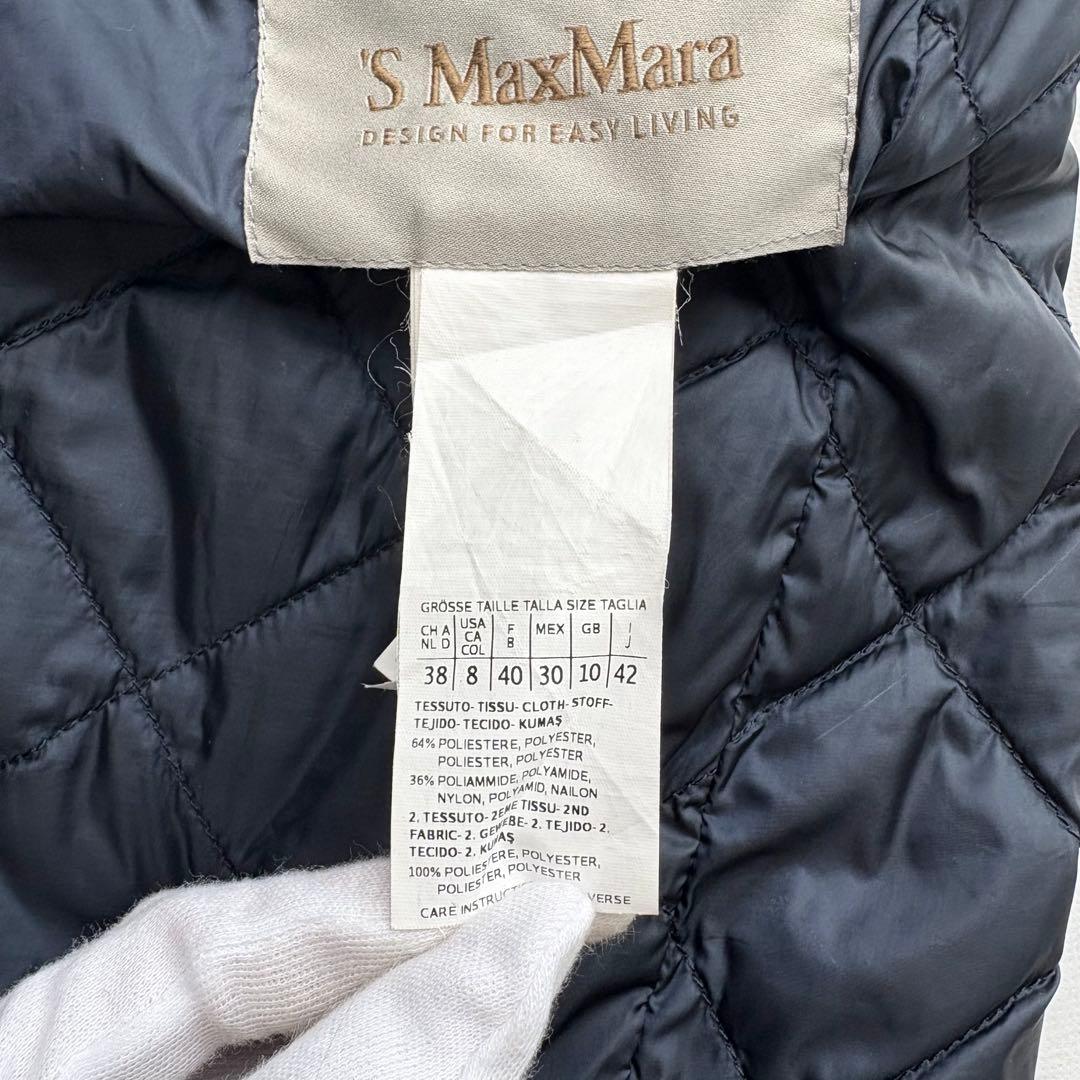 'S MaxMara
DESIGN FOR EASY LIVING
GRÖSSE TAILLE TALLA SIZE TAGLIA
CH A NL D USA CA COL F B MEX GB I J
38 8 40 30 10 42
TESSUTO-TISSU-CLOTH-STOFF-
TEJIDO-TECIDO-KUMAŞ
64% POLIESTERE, POLYESTER,
POLIESTER, POLYESTER
36% POLIAMMIDE, POLYAMIDE,
NYLON, POLYAMID, NAILON
2. TESSUTO-2EME TISSU-2ND
FABRIC-2. GEWEBE-2. TEJIDO-2.
TECIDO-2. KUMAŞ
100% POLIESTERE, POLYESTER,
POLIESTER, POLYESTER
CARE